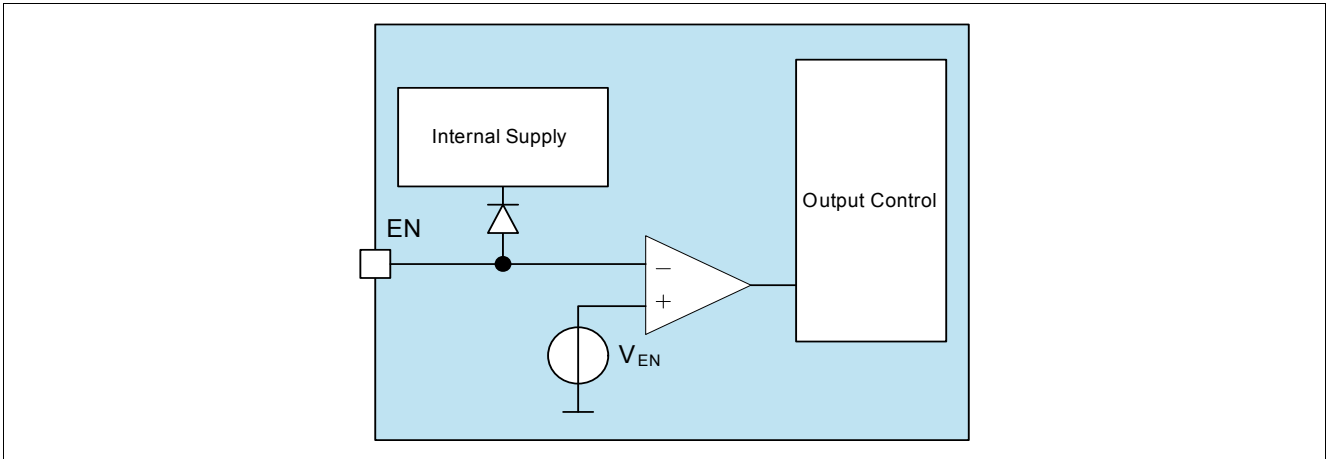 Internal Supply
Output Control
EN
−
+
VEN